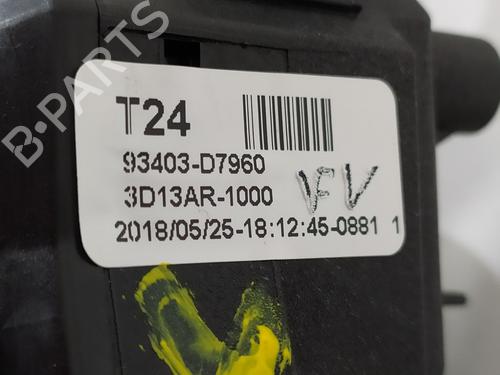 B-PARTS
T24
93403-D7960
3D13AR-1000
VFV
2018/05/25-18:12:45-0881 1